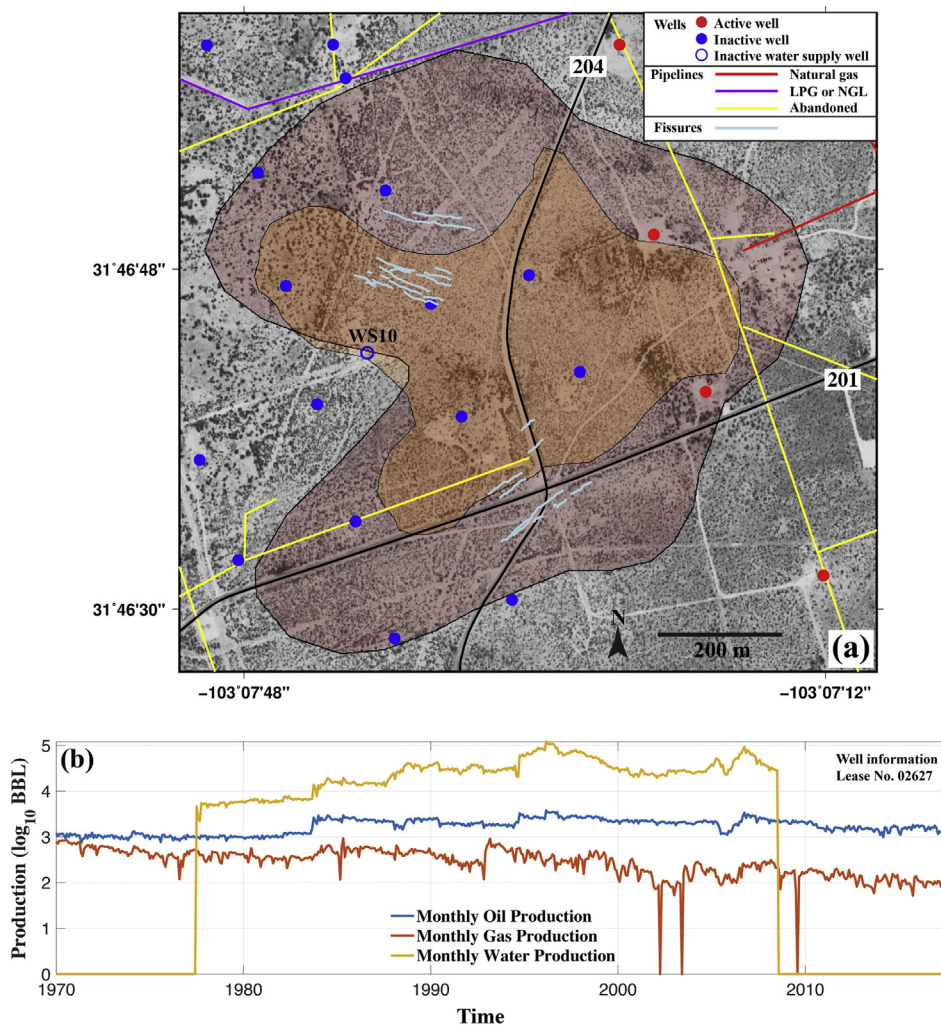 Wells
Active well
Inactive well
Inactive water supply well
Pipelines
Natural gas
LPG or NGL
Abandoned
Fissures
204
31°46'48"
WS10
201
31°46'30"
N
200 m
(a)
−103°07'48"
−103°07'12"
(b)
Well information
Lease No. 02627
Production (log10 BBL)
5
4
3
2
1
0
Monthly Oil Production
Monthly Gas Production
Monthly Water Production
1970
1980
1990
2000
2010
Time